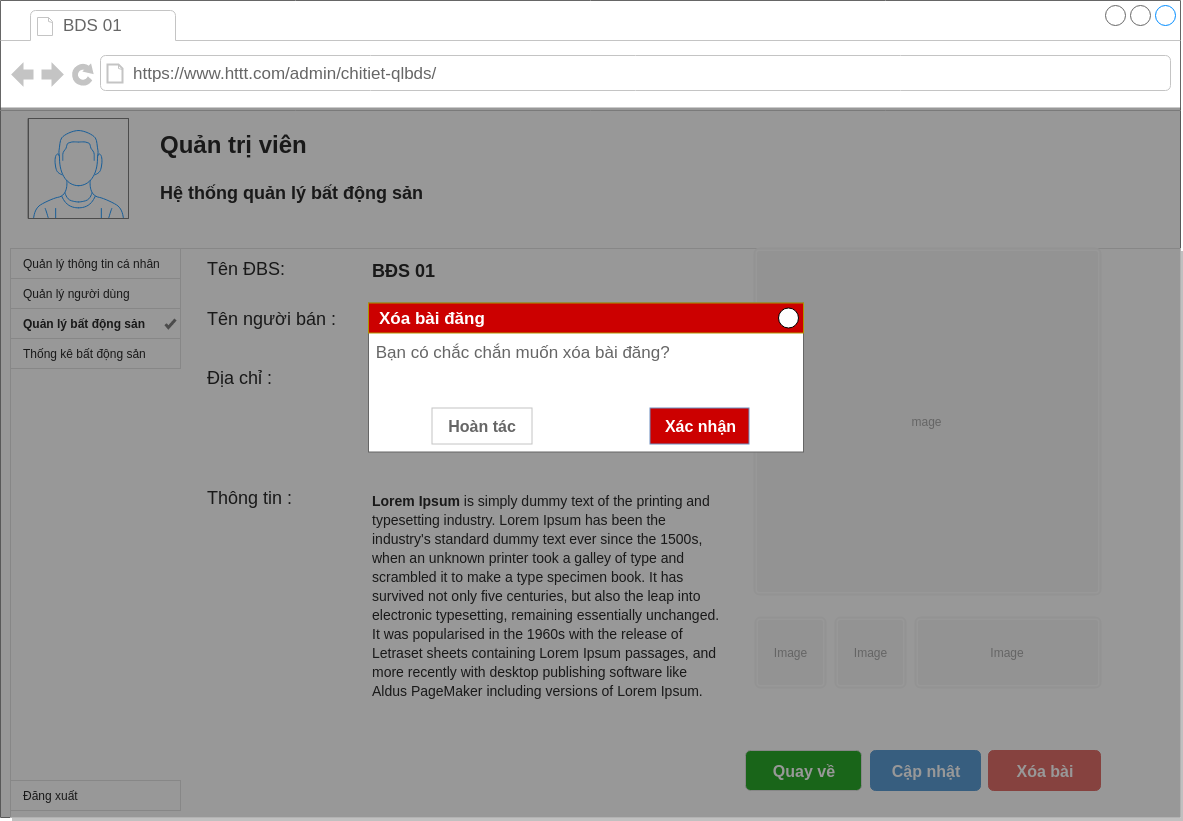 BDS 01
https://www.httt.com/admin/chitiet-qlbds/
Quản trị viên
Hệ thống quản lý bất động sản
Quản lý thông tin cá nhân
Quản lý người dùng
Quản lý bất động sản
Thống kê bất động sản
Đăng xuất
Tên ĐBS:
BĐS 01
Tên người bán :
Địa chỉ :
Xóa bài đăng
Bạn có chắc chắn muốn xóa bài đăng?
Hoàn tác
Xác nhận
Thông tin :
Lorem Ipsum is simply dummy text of the printing and
typesetting industry. Lorem Ipsum has been the
industry's standard dummy text ever since the 1500s,
when an unknown printer took a galley of type and
scrambled it to make a type specimen book. It has
survived not only five centuries, but also the leap into
electronic typesetting, remaining essentially unchanged.
It was popularised in the 1960s with the release of
Letraset sheets containing Lorem Ipsum passages, and
more recently with desktop publishing software like
Aldus PageMaker including versions of Lorem Ipsum.
mage
Image
Image
Image
Quay về
Cập nhật
Xóa bài